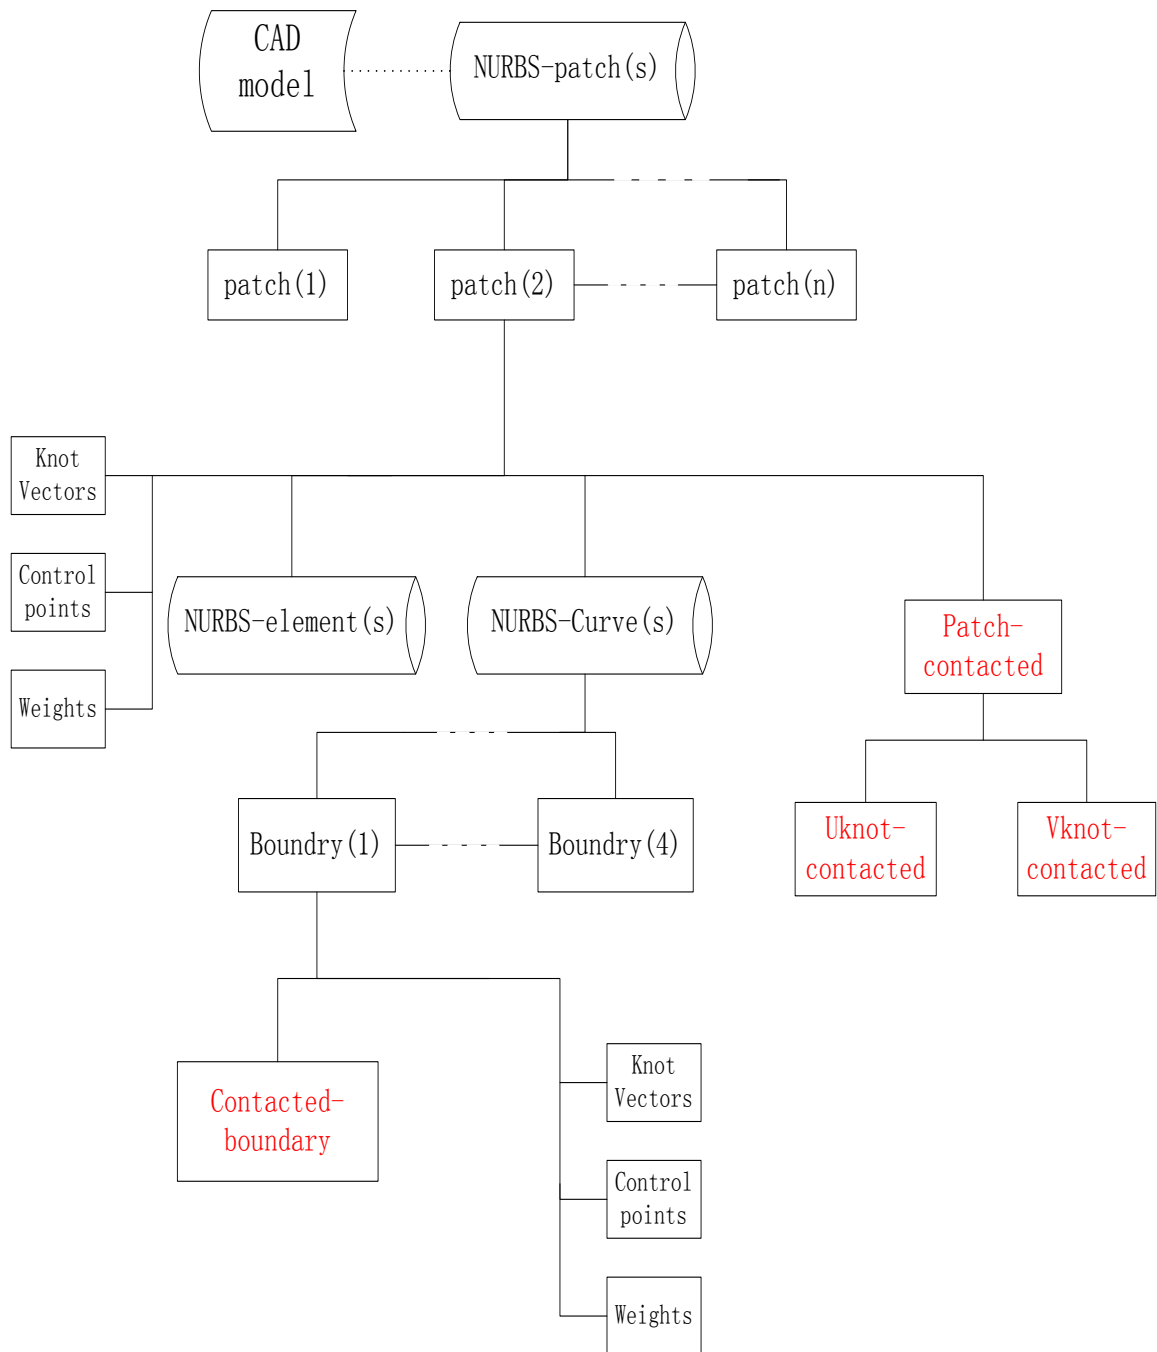 CAD
model
NURBS-patch(s)
patch(1)
patch(2)
patch(n)
Knot
Vectors
Control
points
Weights
NURBS-element(s)
NURBS-Curve(s)
Patch-
contacted
Uknot-
contacted
Vknot-
contacted
Boundry(1)
Boundry(4)
Contacted-
boundary
Knot
Vectors
Control
points
Weights